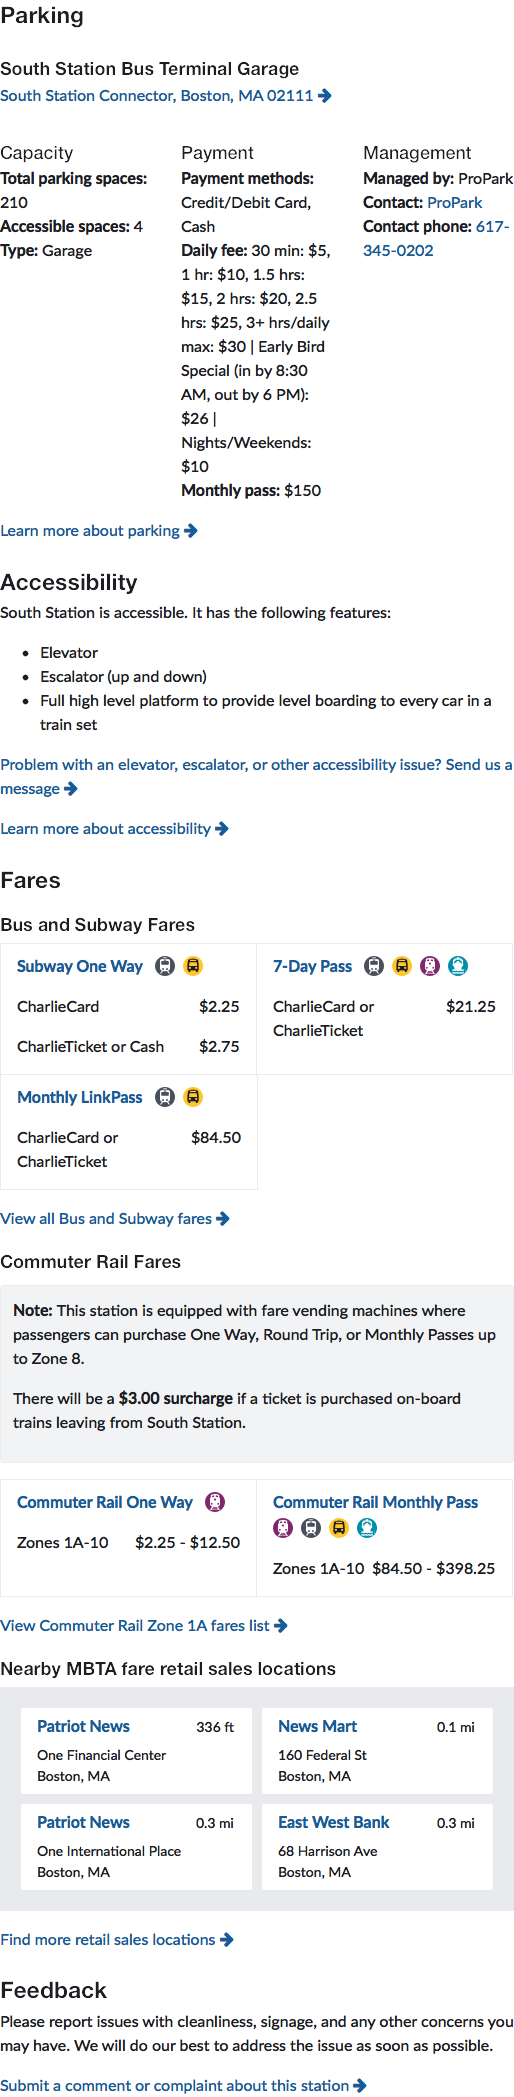 Parking
South Station Bus Terminal Garage
South Station Connector, Boston, MA 02111
Capacity
Total parking spaces:
210
Accessible spaces: 4
Type: Garage
Payment
Payment methods:
Credit/Debit Card,
Cash
Daily fee: 30 min: $5,
1 hr: $10, 1.5 hrs:
$15, 2 hrs: $20, 2.5
hrs: $25, 3+ hrs/daily
max: $30 | Early Bird
Special (in by 8:30
AM, out by 6 PM):
$26 |
Nights/Weekends:
$10
Monthly pass: $150
Management
Managed by: ProPark
Contact: ProPark
Contact phone: 617-
345-0202
Learn more about parking
Accessibility
South Station is accessible. It has the following features:
• Elevator
• Escalator (up and down)
• Full high level platform to provide level boarding to every car in a
train set
Problem with an elevator, escalator, or other accessibility issue? Send us a
message
Learn more about accessibility
Fares
Bus and Subway Fares
Subway One Way
CharlieCard $2.25
CharlieTicket or Cash $2.75
7-Day Pass
CharlieCard or $21.25
CharlieTicket
Monthly LinkPass
CharlieCard or $84.50
CharlieTicket
View all Bus and Subway fares
Commuter Rail Fares
Note: This station is equipped with fare vending machines where
passengers can purchase One Way, Round Trip, or Monthly Passes up
to Zone 8.
There will be a $3.00 surcharge if a ticket is purchased on-board
trains leaving from South Station.
Commuter Rail One Way
Zones 1A-10 $2.25 - $12.50
Commuter Rail Monthly Pass
Zones 1A-10 $84.50 - $398.25
View Commuter Rail Zone 1A fares list
Nearby MBTA fare retail sales locations
Patriot News 336 ft
One Financial Center
Boston, MA
News Mart 0.1 mi
160 Federal St
Boston, MA
Patriot News 0.3 mi
One International Place
Boston, MA
East West Bank 0.3 mi
68 Harrison Ave
Boston, MA
Find more retail sales locations
Feedback
Please report issues with cleanliness, signage, and any other concerns you
may have. We will do our best to address the issue as soon as possible.
Submit a comment or complaint about this station